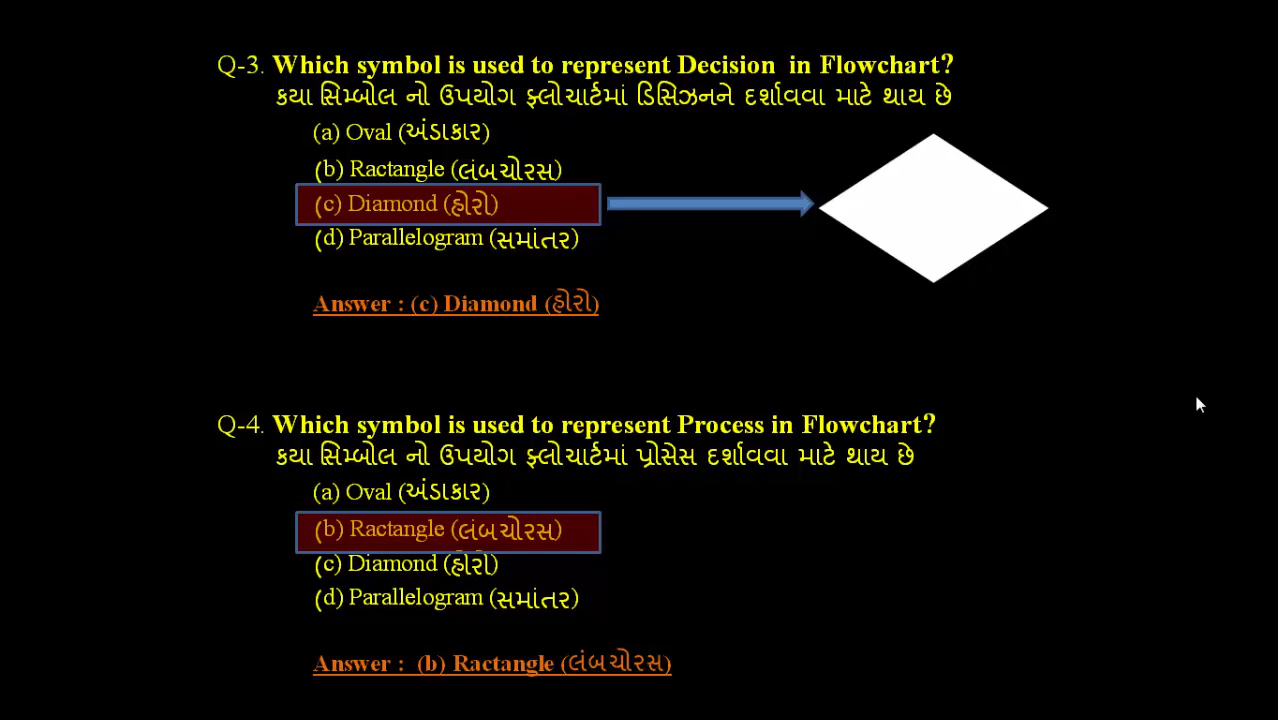 Q-3. Which symbol is used to represent Decision in Flowchart?
કયા સિમ્બોલ નો ઉપયોગ ફ્લોચાર્ટમાં ડિસિઝનને દર્શાવવા માટે થાય છે
(a) Oval (અંડાકાર)
(b) Ractangle (લંબચોરસ)
(c) Diamond (હીરો)
(d) Parallelogram (સમાંતર)
Answer : (c) Diamond (હીરો)
Q-4. Which symbol is used to represent Process in Flowchart?
કયા સિમ્બોલ નો ઉપયોગ ફ્લોચાર્ટમાં પ્રોસેસ દર્શાવવા માટે થાય છે
(a) Oval (અંડાકાર)
(b) Ractangle (લંબચોરસ)
(c) Diamond (હીરો)
(d) Parallelogram (સમાંતર)
Answer : (b) Ractangle (લંબચોરસ)